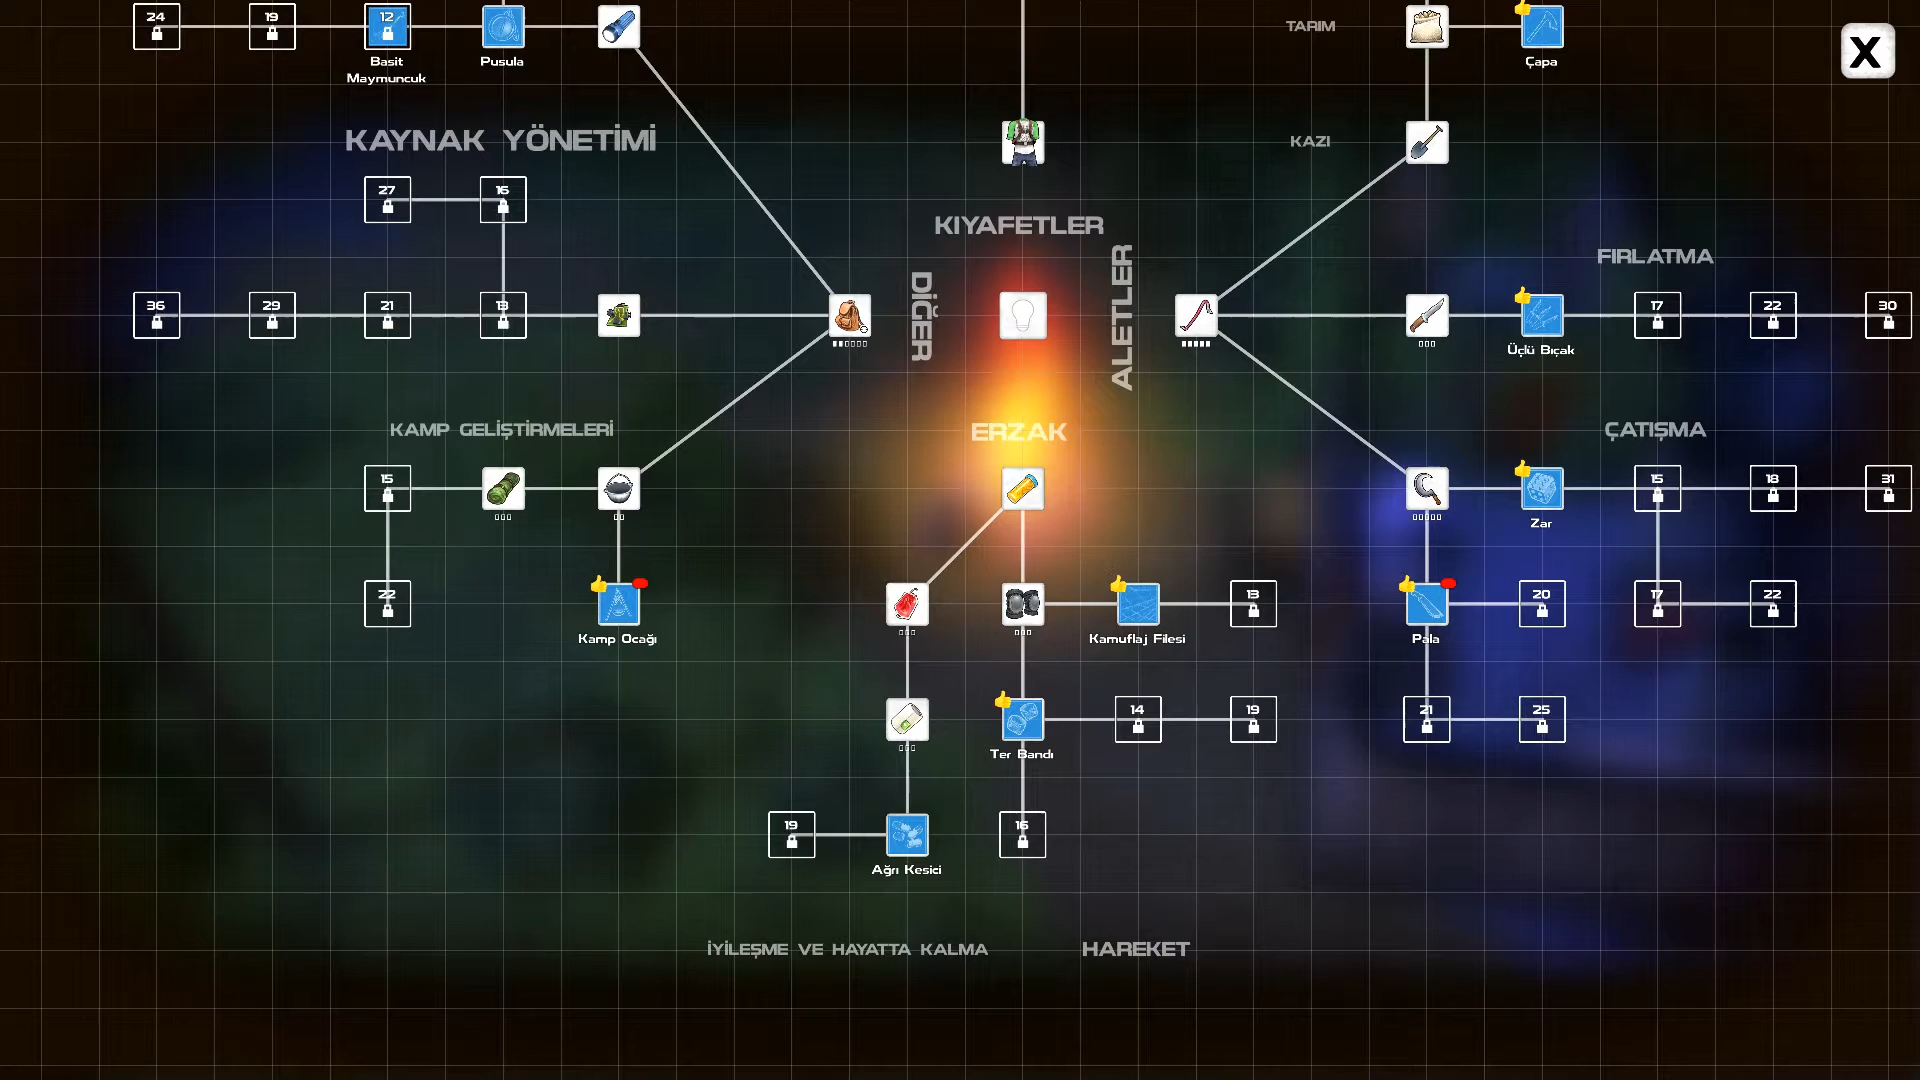 24
19
12
Basit
Maymuncuk
Pusula
TARIM
Çapa
X
KAYNAK YÖNETİMİ
KAZI
27
16
KIYAFETLER
DİĞER
ALETLER
FIRLATMA
36
29
21
13
Üçlü Bıçak
17
22
30
KAMP GELİŞTİRMELERİ
ERZAK
ÇATIŞMA
15
Zar
15
18
31
22
Kamp Ocağı
Kamuflaj Filesi
13
Pala
20
17
22
Ter Bandı
14
19
21
25
19
Ağrı Kesici
16
İYİLEŞME VE HAYATTA KALMA
HAREKET